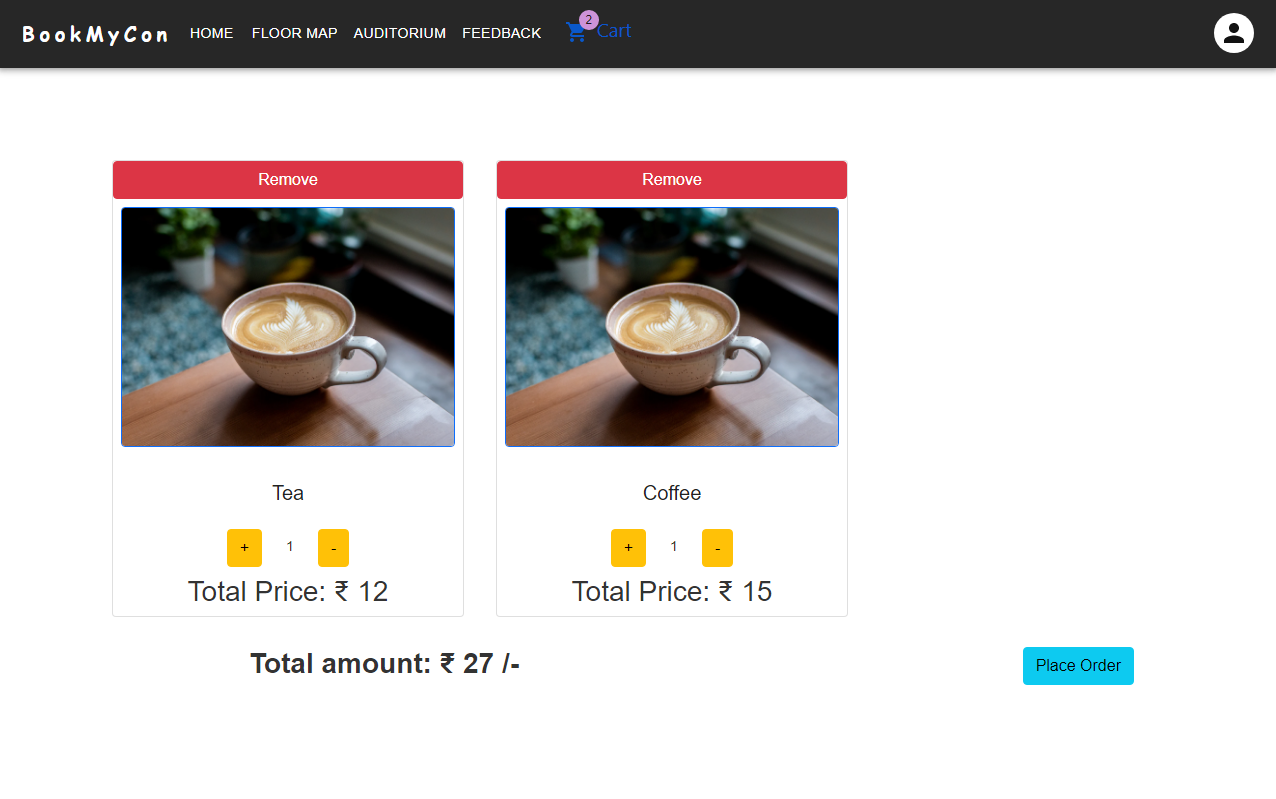 BookMyCon HOME FLOOR MAP AUDITORIUM FEEDBACK 2 Cart
Remove Remove
Tea Coffee
+ 1 - + 1 -
Total Price: ₹ 12 Total Price: ₹ 15
Total amount: ₹ 27 /- Place Order